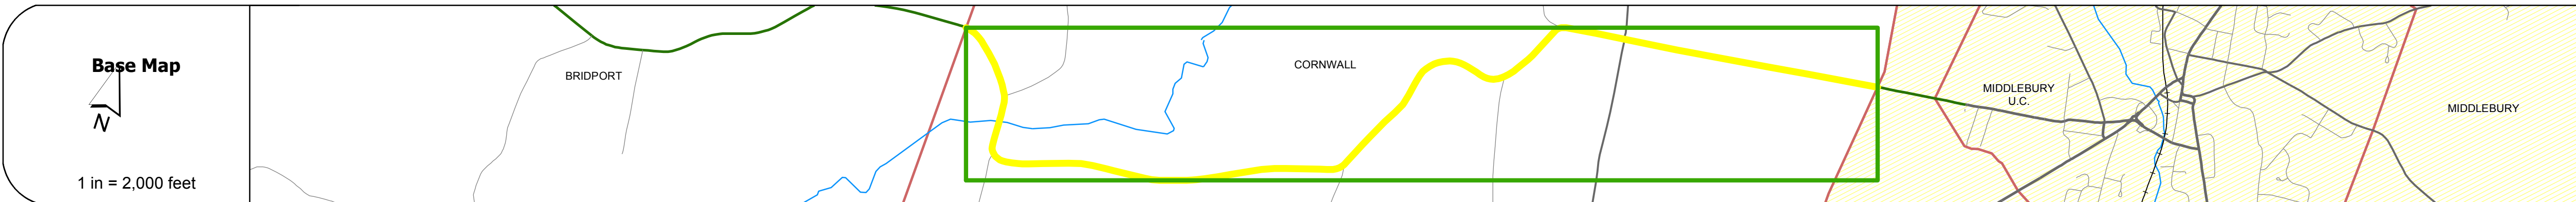 Base Map
N
1 in = 2,000 feet
BRIDPORT
CORNWALL
MIDDLEBURY
U.C.
MIDDLEBURY